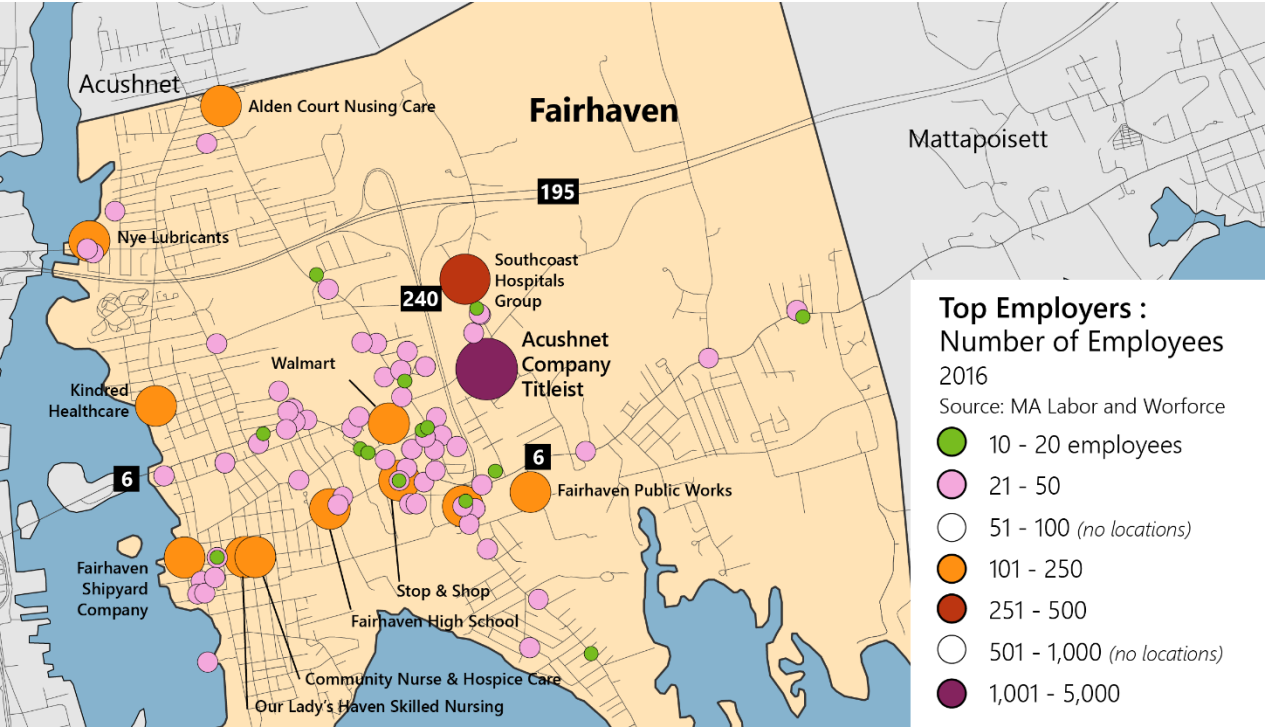 Acushnet
Alden Court Nusing Care
Fairhaven
Mattapoisett
195
Nye Lubricants
Southcoast
Hospitals
Group
240
Acushnet
Company
Titleist
Walmart
Kindred
Healthcare
6
6
Fairhaven Public Works
Fairhaven
Shipyard
Company
Stop & Shop
Fairhaven High School
Community Nurse & Hospice Care
Our Lady's Haven Skilled Nursing
Top Employers :
Number of Employees
2016
Source: MA Labor and Worforce
10 - 20 employees
21 - 50
51 - 100 (no locations)
101 - 250
251 - 500
501 - 1,000 (no locations)
1,001 - 5,000